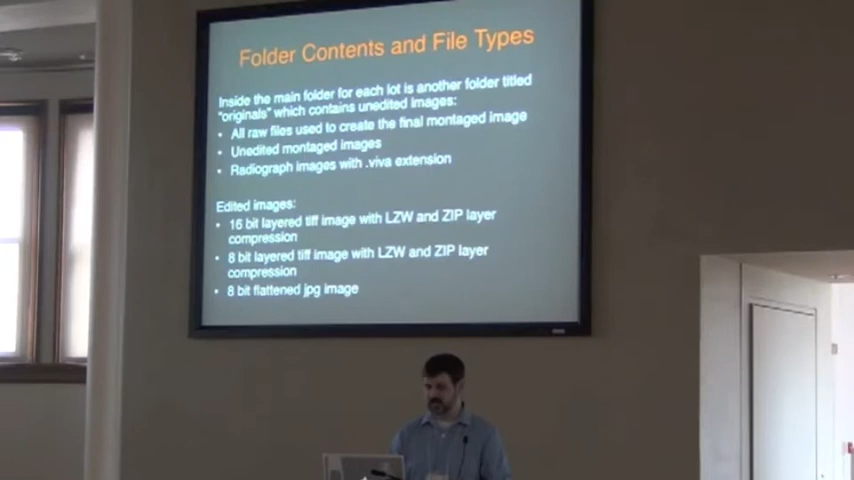 Folder Contents and File Types
Inside the main folder for each lot is another folder titled
"originals" which contains unedited images:
• All raw files used to create the final montaged image
• Unedited montaged images
• Radiograph images with .viva extension
Edited images:
• 16 bit layered tiff image with LZW and ZIP layer
compression
• 8 bit layered tiff image with LZW and ZIP layer
compression
• 8 bit flattened jpg image